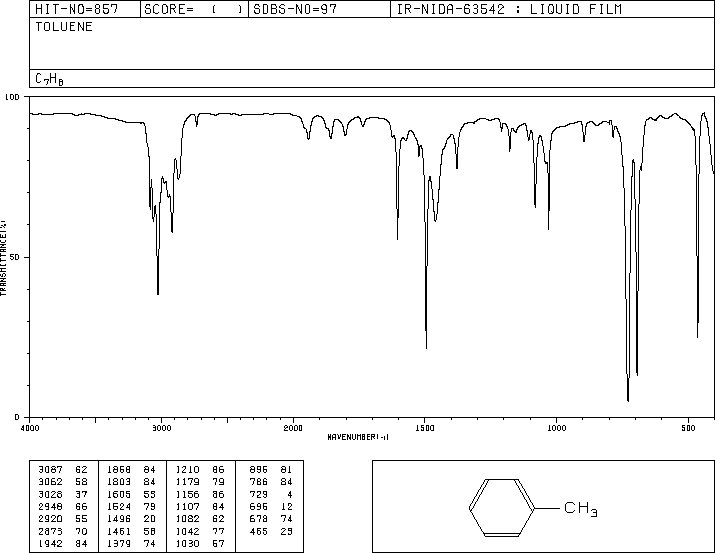 HIT-NO=857 SCORE= ( ) SDBS-NO=97 IR-NIDA-63542 : LIQUID FILM
TOLUENE
C7H8
100
50
0
TRANSMITTANCE(%)
4000 3000 2000 1500 1000 500
WAVENUMBER(-1)
3087 62 1858 84 1210 86 895 81
3062 58 1803 84 1179 79 786 84
3028 37 1605 55 1156 86 729 4
2948 66 1524 79 1107 84 696 12
2920 55 1496 20 1082 62 678 74
2873 70 1461 58 1042 77 465 23
1942 84 1379 74 1030 57
CH3